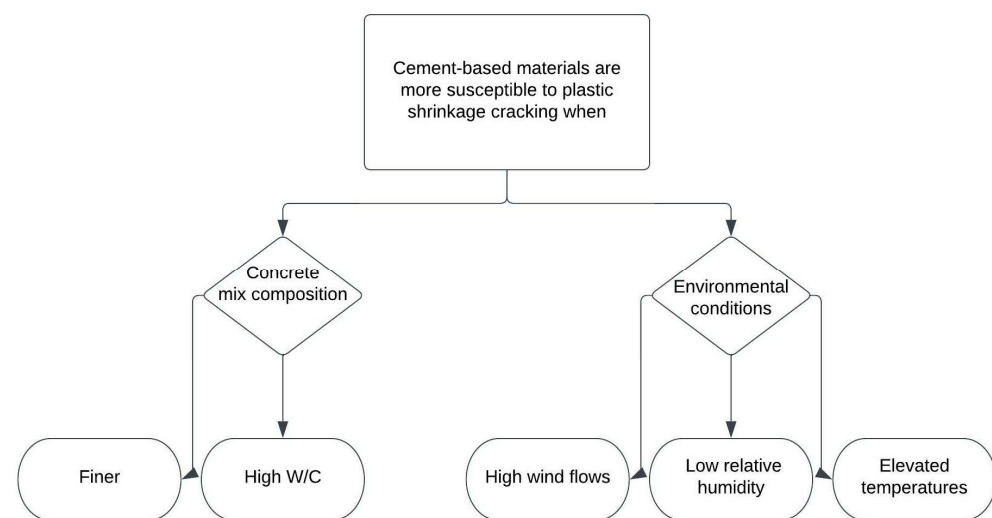 Cement-based materials are
more susceptible to plastic
shrinkage cracking when
Concrete
mix composition
Environmental
conditions
Finer
High W/C
High wind flows
Low relative
humidity
Elevated
temperatures